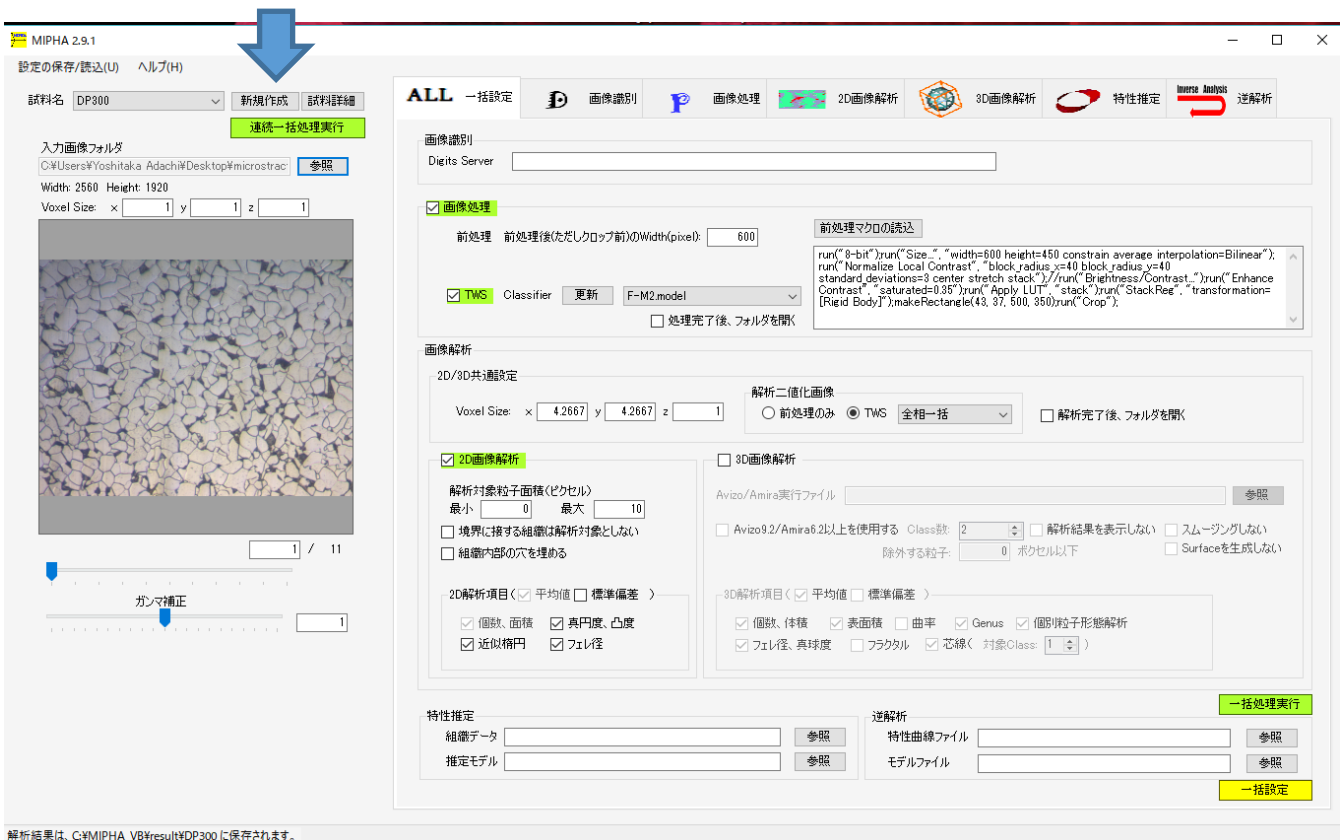 MIPHA 2.9.1
設定の保存/読込(U) ヘルプ(H)
試料名 DP300 新規作成 試料詳細
連続一括処理実行
入力画像フォルダ
C:¥Users¥Yoshitaka Adachi¥Desktop¥microstrac 参照
Width: 2560 Height: 1920
Voxel Size: x 1 y 1 z 1
1 / 11
ガンマ補正
1
ALL 一括設定 D 画像識別 P 画像処理 2D画像解析 3D画像解析 特性推定 Inverse Analysis 逆解析
画像識別
Digits Server
画像処理
前処理 前処理後(ただしクロップ前)のWidth(pixel): 600
前処理マクロの読込
run("8-bit");run("Size...", "width=600 height=450 constrain average interpolation=Bilinear");
run("Normalize Local Contrast", "block_radius_x=40 block_radius_y=40
standard_deviations=3 center stretch stack");//run("Brightness/Contrast...");run("Enhance
Contrast", "saturated=0.35");run("Apply LUT", "stack");run("StackReg", "transformation=
[Rigid Body]");makeRectangle(43, 37, 500, 350);run("Crop");
TWS Classifier 更新 F-M2.model
処理完了後、フォルダを開く
画像解析
2D/3D共通設定
Voxel Size: x 4.2667 y 4.2667 z 1
解析二値化画像
前処理のみ TWS 全相一括
解析完了後、フォルダを開く
2D画像解析
解析対象粒子面積(ピクセル)
最小 0 最大 10
境界に接する組織は解析対象としない
組織内部の穴を埋める
2D解析項目( 平均値 標準偏差 )
個数、面積 真円度、凸度
近似楕円 フェレ径
3D画像解析
Avizo/Amira実行ファイル 参照
Avizo9.2/Amira6.2以上を使用する Class数: 2 解析結果を表示しない スムージングしない
除外する粒子: 0 ボクセル以下 Surfaceを生成しない
3D解析項目( 平均値 標準偏差 )
個数、体積 表面積 曲率 Genus 個別粒子形態解析
フェレ径、真球度 フラクタル 芯線( 対象Class: 1 )
一括処理実行
特性推定
組織データ 参照
推定モデル 参照
逆解析
特性曲線ファイル 参照
モデルファイル 参照
一括設定
解析結果は、C:¥MIPHA_VB¥result¥DP300 に保存されます。